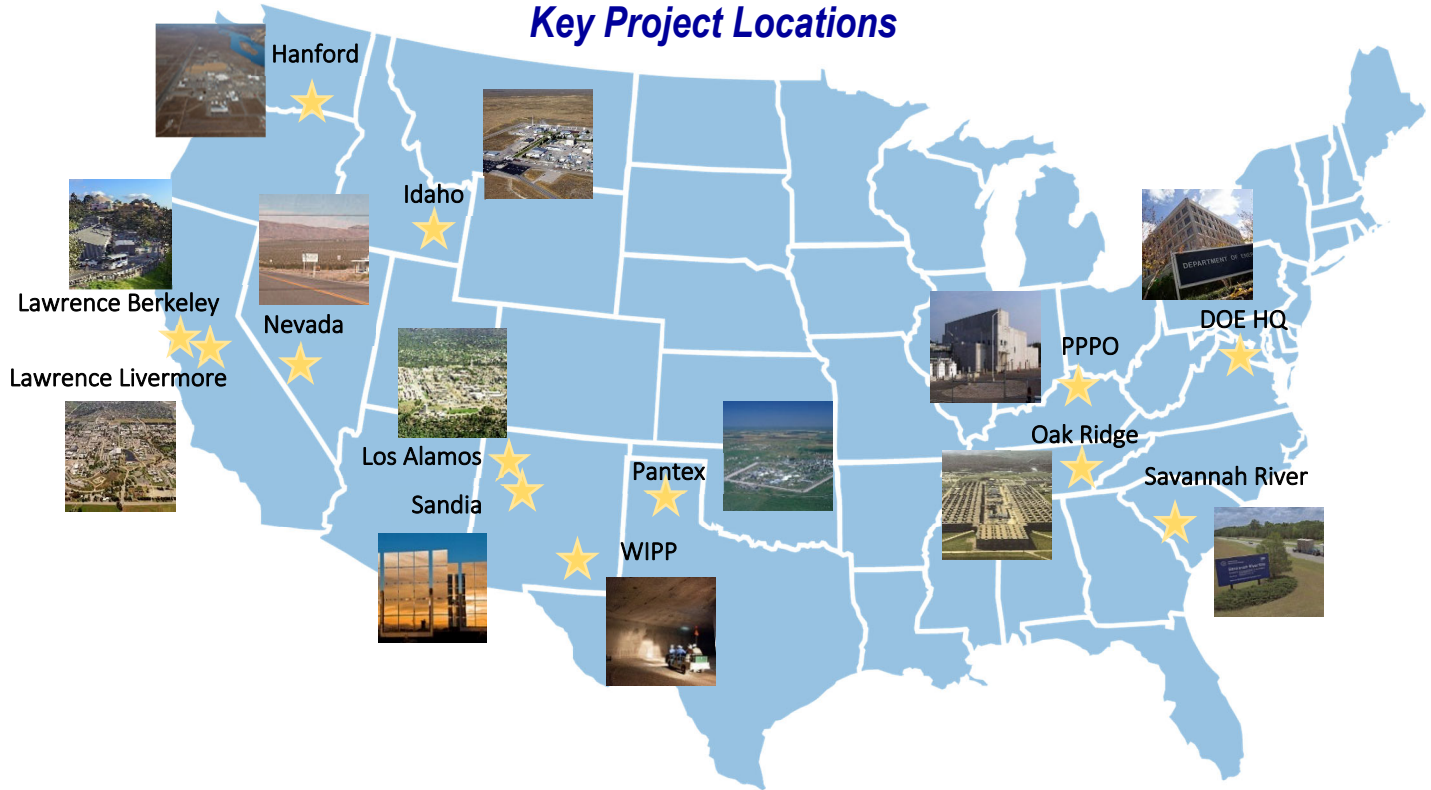 Key Project Locations
Hanford
Idaho
Lawrence Berkeley
Nevada
Lawrence Livermore
Los Alamos
Sandia
Pantex
WIPP
PPPO
DOE HQ
DEPARTMENT OF
Oak Ridge
Savannah River